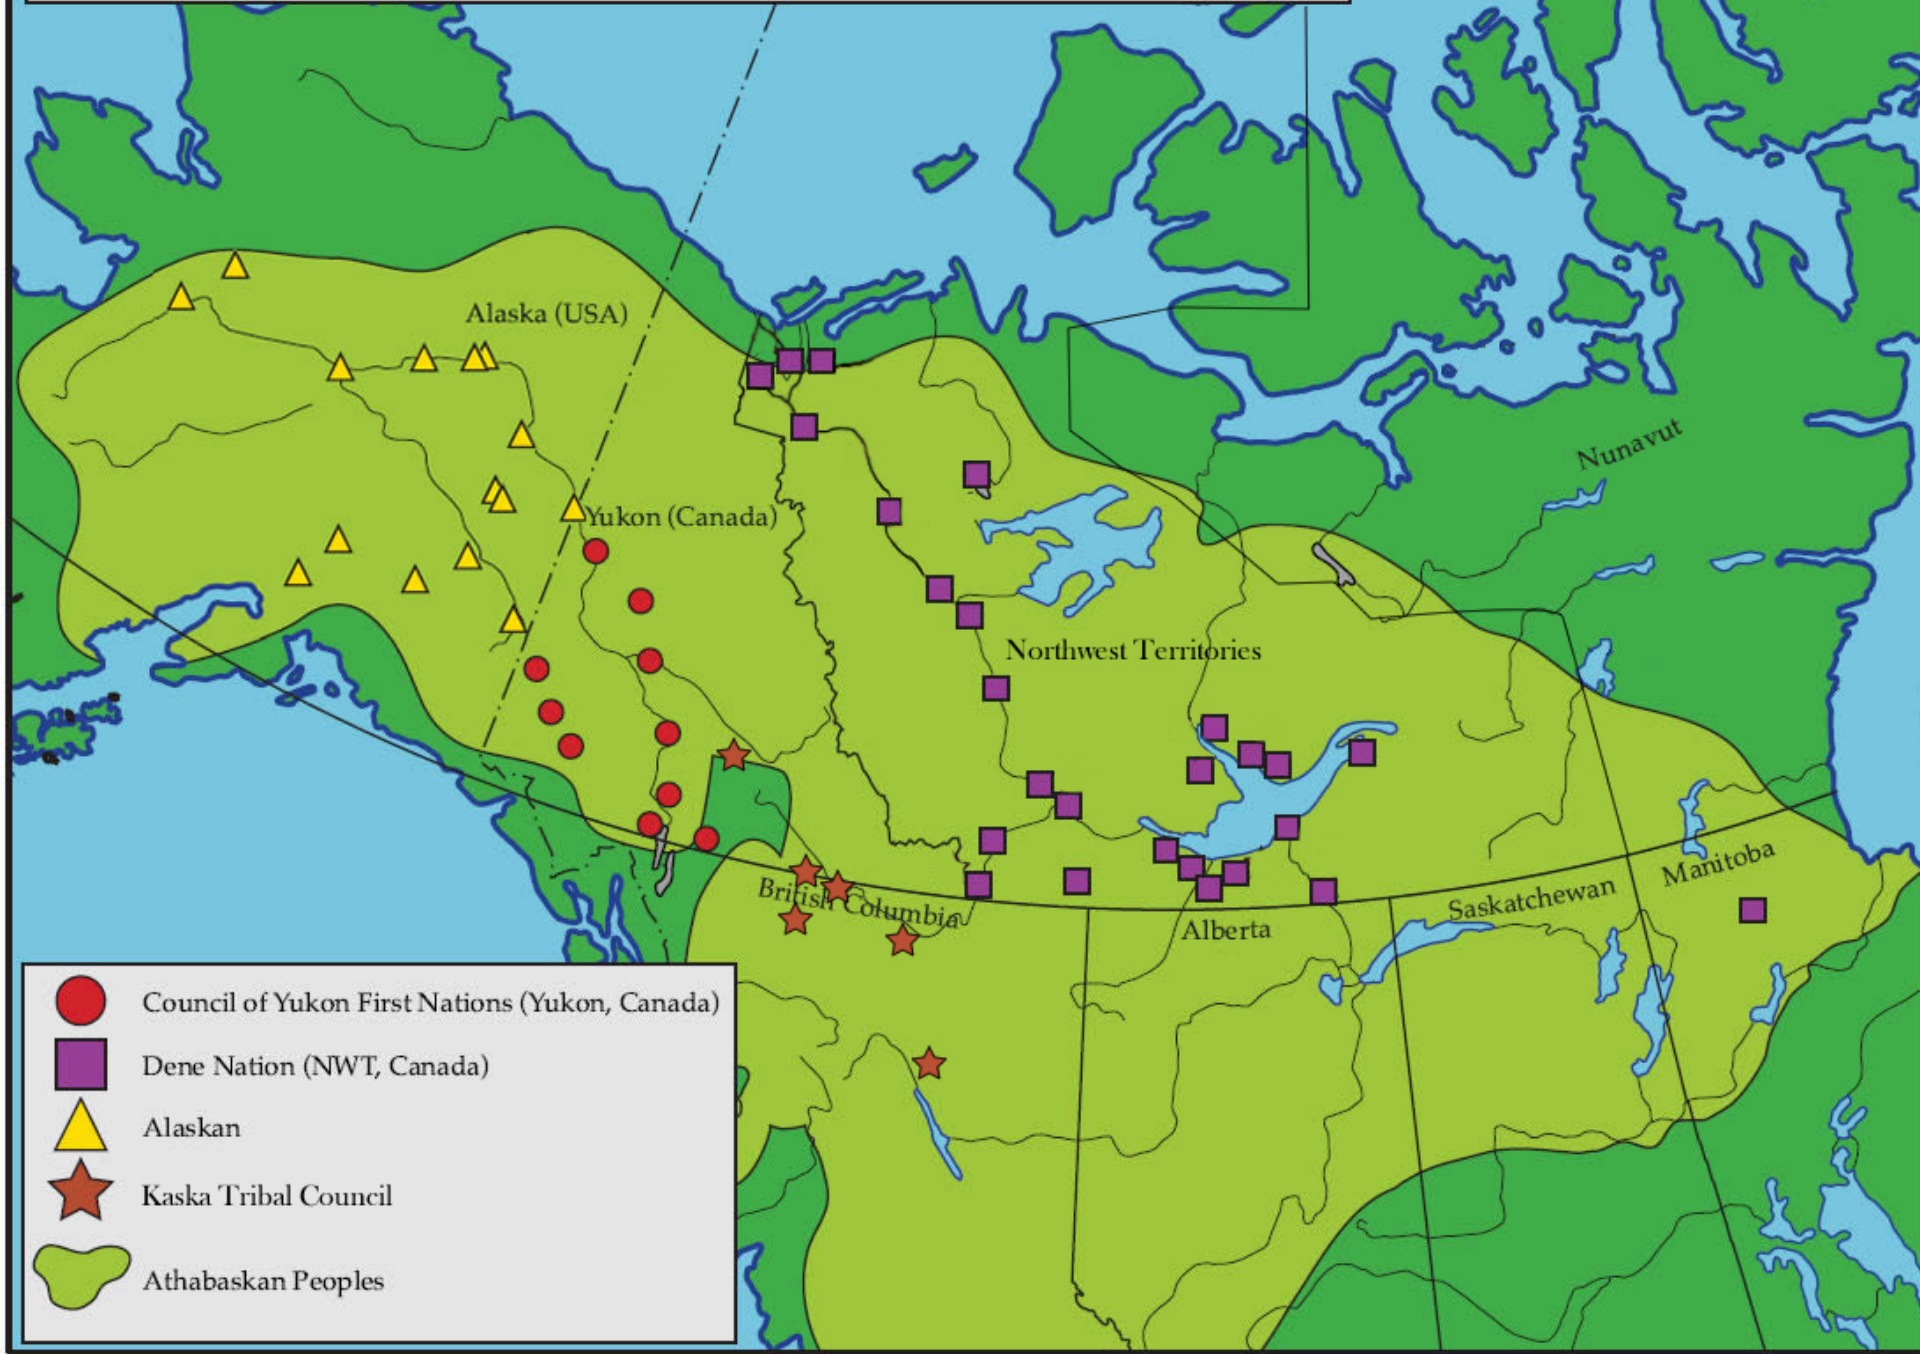 Alaska (USA)
Nunavut
Yukon (Canada)
Northwest Territories
British Columbia
Alberta
Saskatchewan
Manitoba
Council of Yukon First Nations (Yukon, Canada)
Dene Nation (NWT, Canada)
Alaskan
Kaska Tribal Council
Athabaskan Peoples